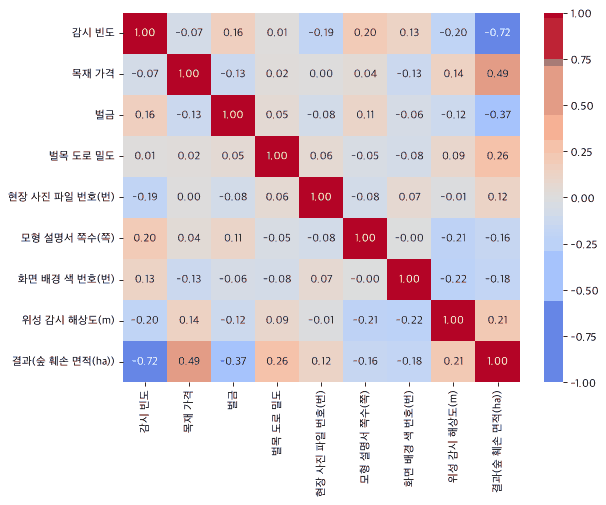 감시 빈도 1.00 -0.07 0.16 0.01 -0.19 0.20 0.13 -0.20 -0.72
목재 가격 -0.07 1.00 -0.13 0.02 0.00 0.04 -0.13 0.14 0.49
벌금 0.16 -0.13 1.00 0.05 -0.08 0.11 -0.06 -0.12 -0.37
벌목 도로 밀도 0.01 0.02 0.05 1.00 0.06 -0.05 -0.08 0.09 0.26
현장 사진 파일 번호(번) -0.19 0.00 -0.08 0.06 1.00 -0.08 0.07 -0.01 0.12
모형 설명서 쪽수(쪽) 0.20 0.04 0.11 -0.05 -0.08 1.00 -0.00 -0.21 -0.16
화면 배경 색 번호(번) 0.13 -0.13 -0.06 -0.08 0.07 -0.00 1.00 -0.22 -0.18
위성 감시 해상도(m) -0.20 0.14 -0.12 0.09 -0.01 -0.21 -0.22 1.00 0.21
결과(숲 훼손 면적(ha)) -0.72 0.49 -0.37 0.26 0.12 -0.16 -0.18 0.21 1.00
감시 빈도
목재 가격
벌금
벌목 도로 밀도
현장 사진 파일 번호(번)
모형 설명서 쪽수(쪽)
화면 배경 색 번호(번)
위성 감시 해상도(m)
결과(숲 훼손 면적(ha))
1.00
0.75
0.50
0.25
0.00
-0.25
-0.50
-0.75
-1.00